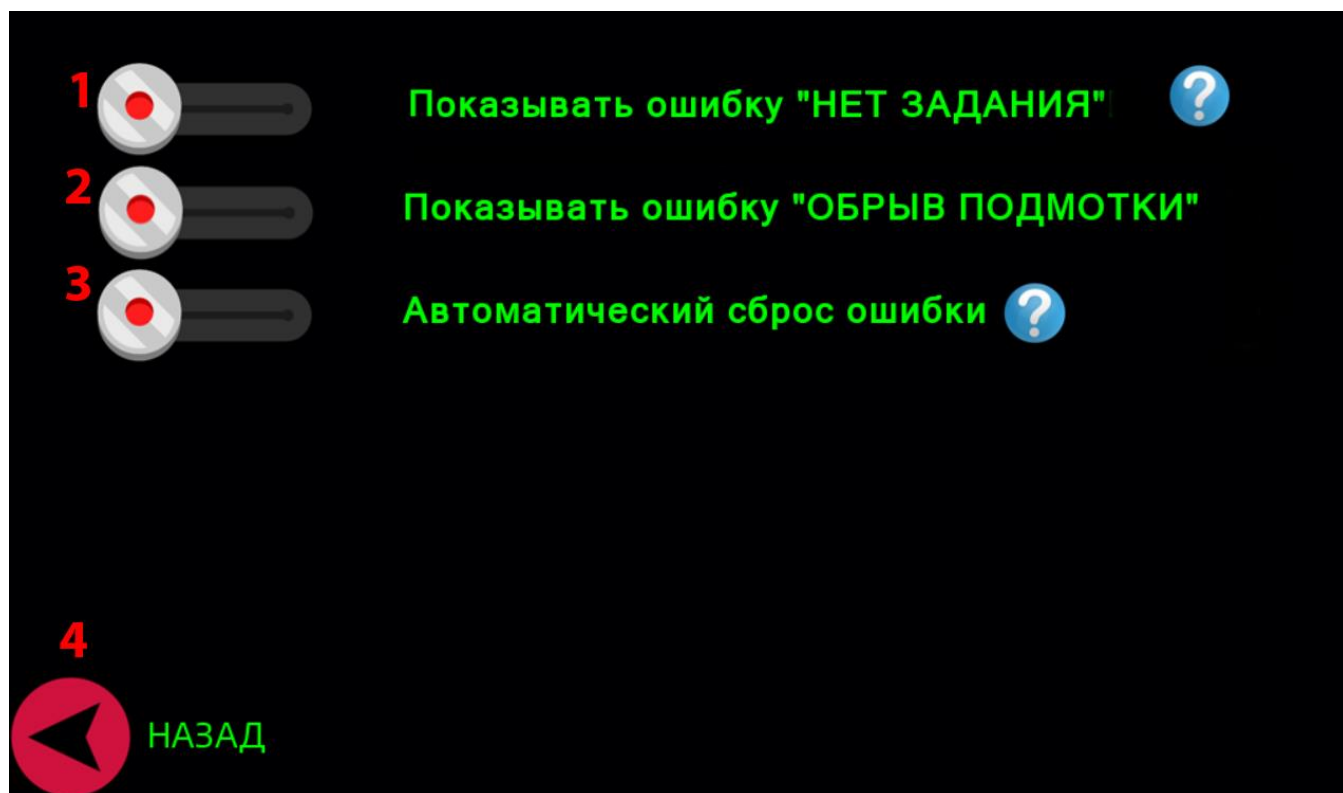 1 Показывать ошибку "НЕТ ЗАДАНИЯ" ?
2 Показывать ошибку "ОБРЫВ ПОДМОТКИ"
3 Автоматический сброс ошибки ?
4
НАЗАД